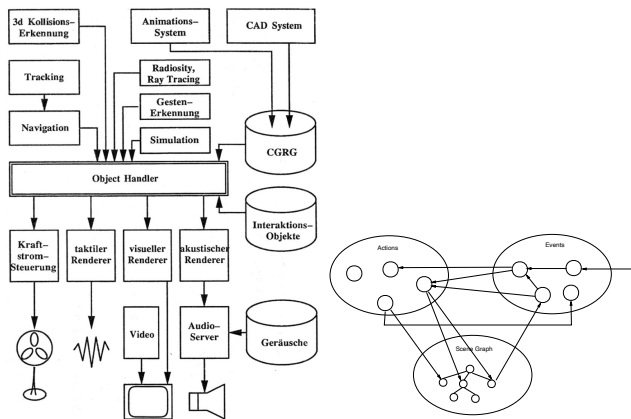 3d Kollisions–
Erkennung
Animations–
System
CAD System
Tracking
Radiosity,
Ray Tracing
Gesten–
Erkennung
Navigation
Simulation
CGRG
Object Handler
Interaktions–
Objekte
Kraft–
strom–
Steuerung
taktiler
Renderer
visueller
Renderer
akustischer
Renderer
Video
Audio–
Server
Geräusche
Actions
Events
Scene Graph